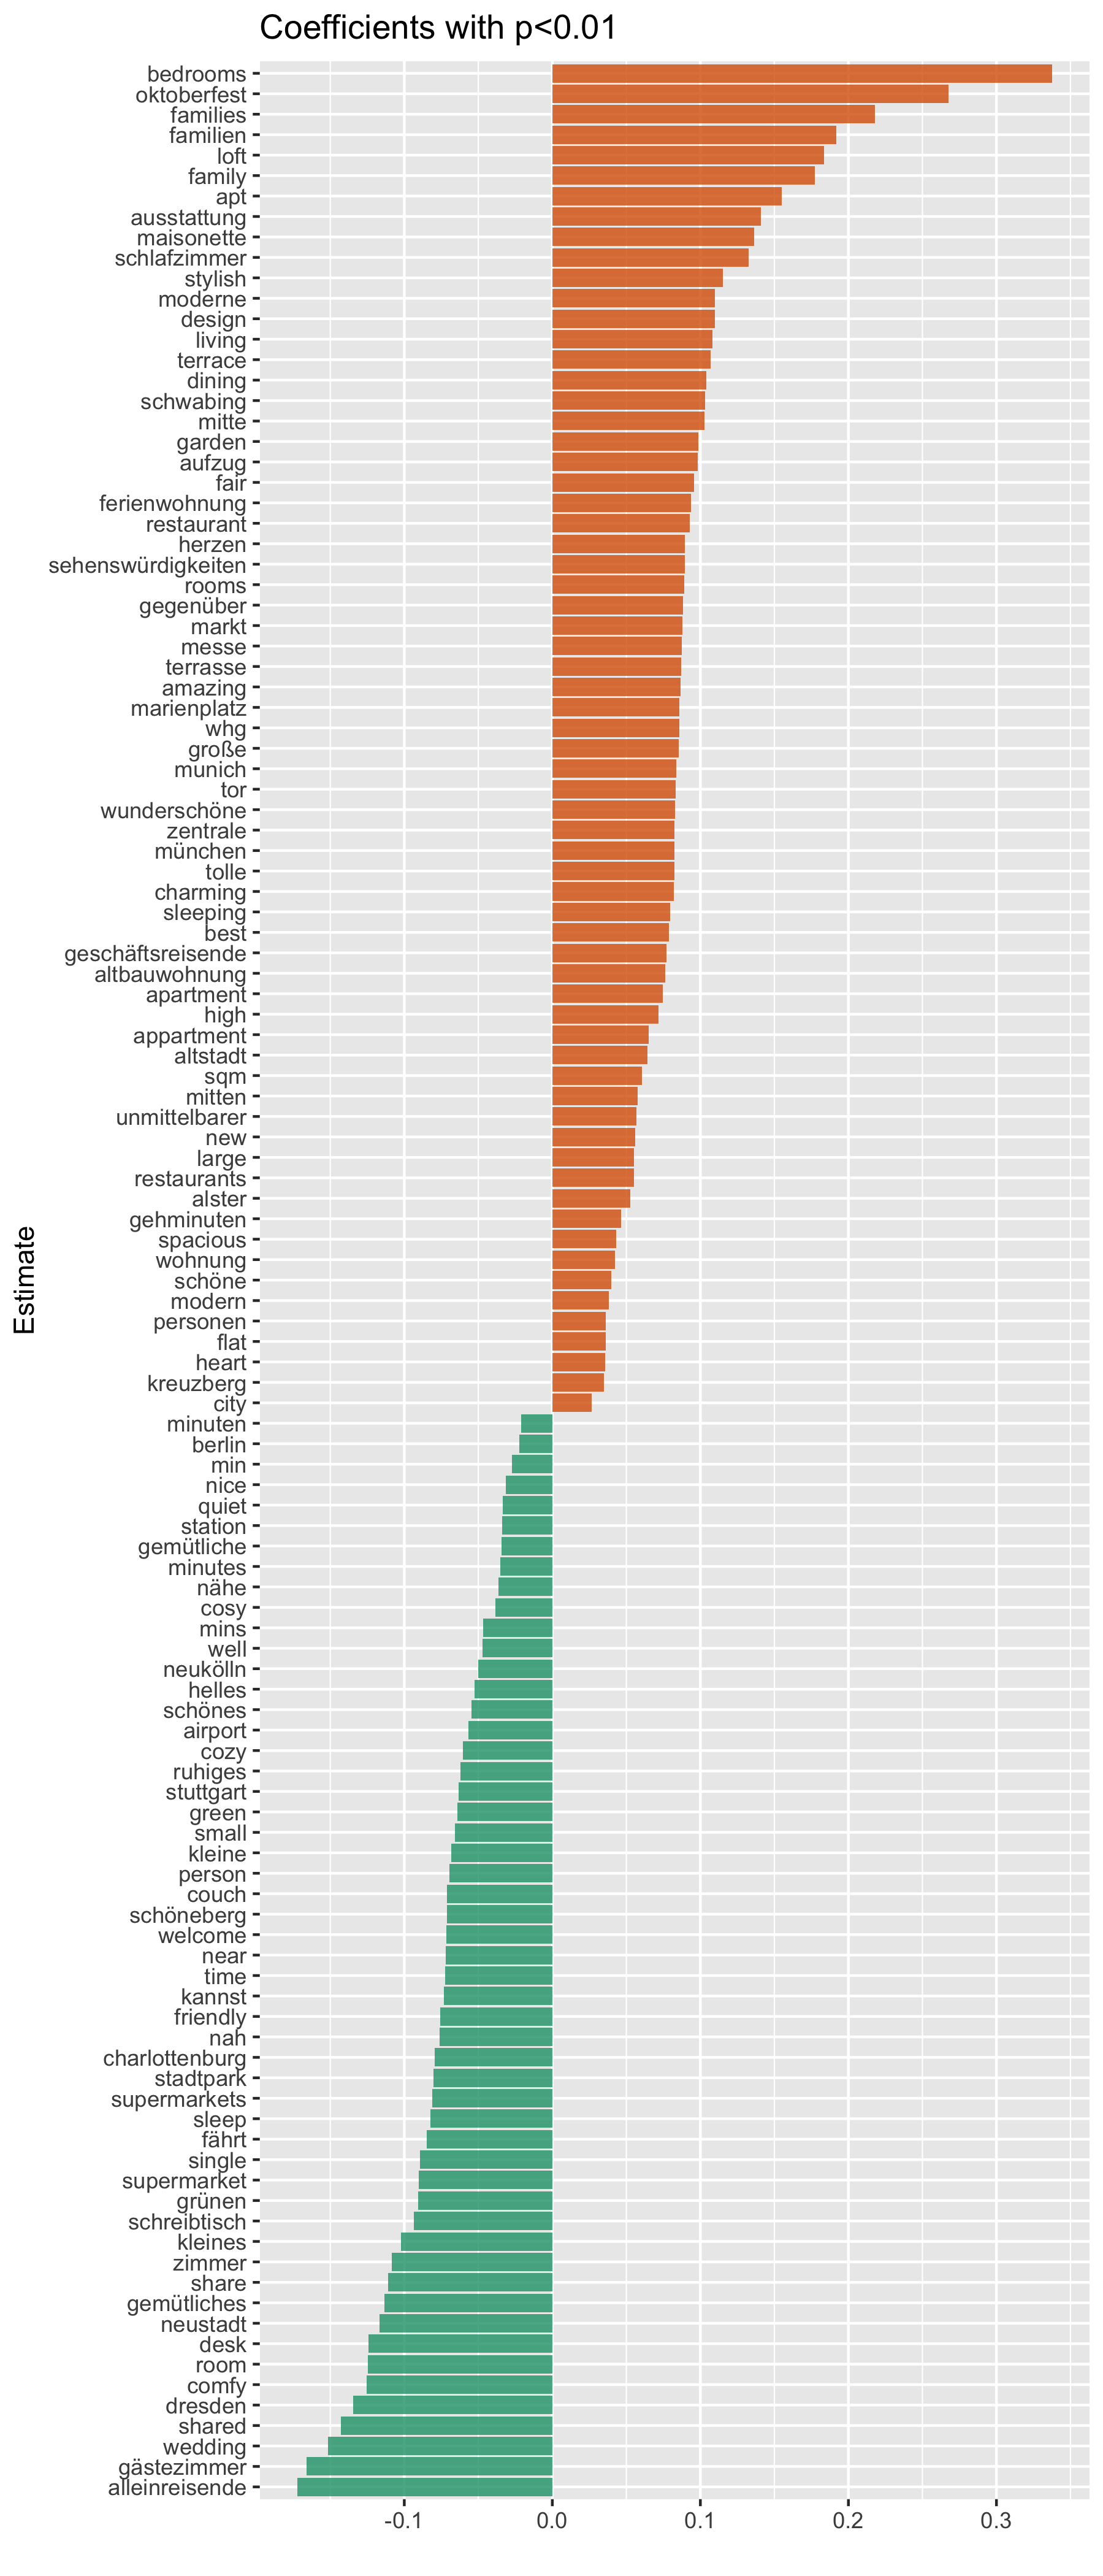 Coefficients with p<0.01
bedrooms
oktoberfest
families
familien
loft
family
apt
ausstattung
maisonette
schlafzimmer
stylish
moderne
design
living
terrace
dining
schwabing
mitte
garden
aufzug
fair
ferienwohnung
restaurant
herzen
sehenswürdigkeiten
rooms
gegenüber
markt
messe
terrasse
amazing
marienplatz
whg
große
munich
tor
wunderschöne
zentrale
münchen
tolle
charming
sleeping
best
geschäftsreisende
altbauwohnung
apartment
high
appartment
altstadt
sqm
mitten
unmittelbarer
new
large
restaurants
alster
gehminuten
spacious
wohnung
schöne
modern
personen
flat
heart
kreuzberg
city
minuten
berlin
min
nice
quiet
station
gemütliche
minutes
nähe
cosy
mins
well
neukölln
helles
schönes
airport
cozy
ruhiges
stuttgart
green
small
kleine
person
couch
schöneberg
welcome
near
time
kannst
friendly
nah
charlottenburg
stadtpark
supermarkets
sleep
fährt
single
supermarket
grünen
schreibtisch
kleines
zimmer
share
gemütliches
neustadt
desk
room
comfy
dresden
shared
wedding
gästezimmer
alleinreisende
Estimate
-0.1 0.0 0.1 0.2 0.3